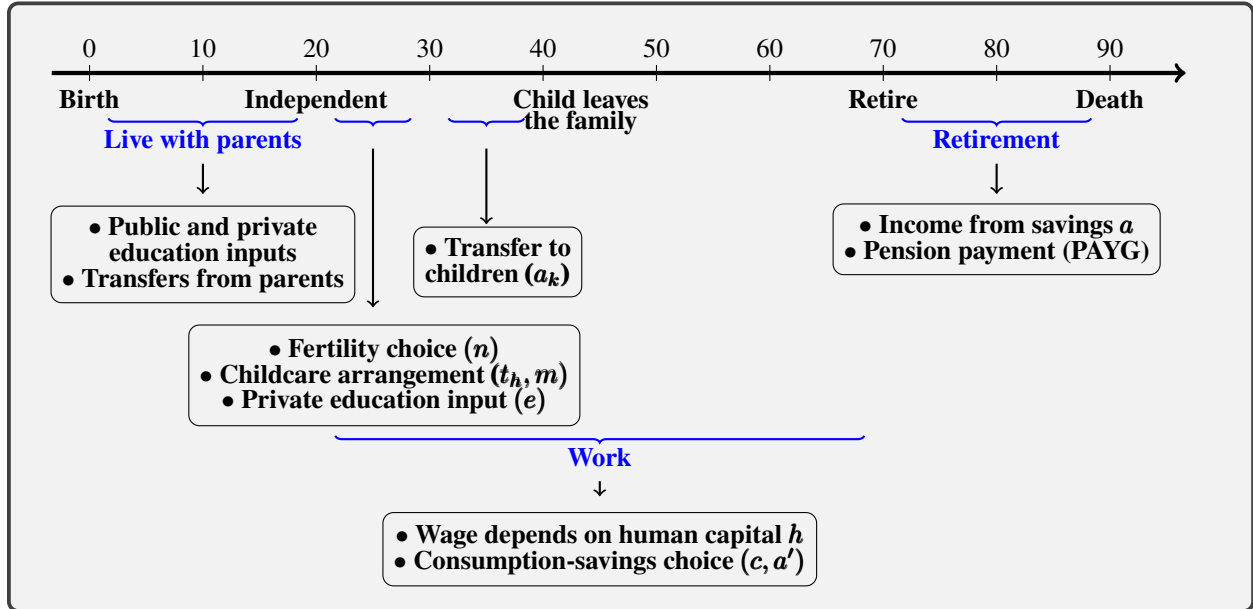 0 10 20 30 40 50 60 70 80 90
Birth Independent Child leaves Retire Death
the family
Live with parents Retirement
• Public and private
education inputs
• Transfers from parents
• Transfer to
children (a_k)
• Income from savings a
• Pension payment (PAYG)
• Fertility choice (n)
• Childcare arrangement (t_h, m)
• Private education input (e)
Work
• Wage depends on human capital h
• Consumption-savings choice (c, a′)